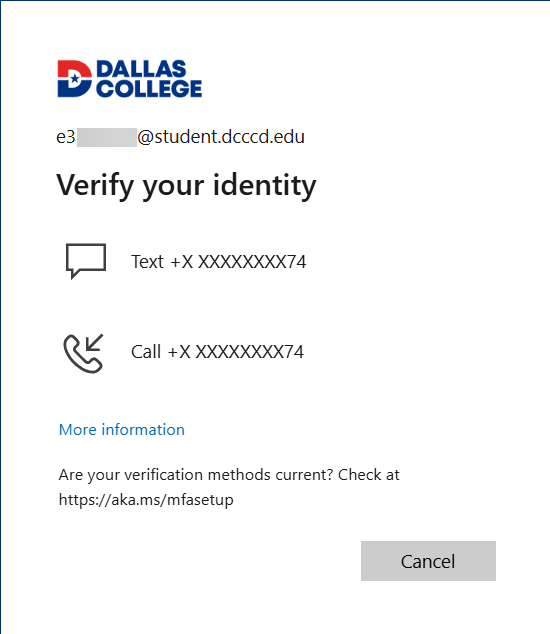 DALLAS
COLLEGE
e3 @student.dcccd.edu
Verify your identity
Text +X XXXXXXXX74
Call +X XXXXXXXX74
More information
Are your verification methods current? Check at
https://aka.ms/mfasetup
Cancel